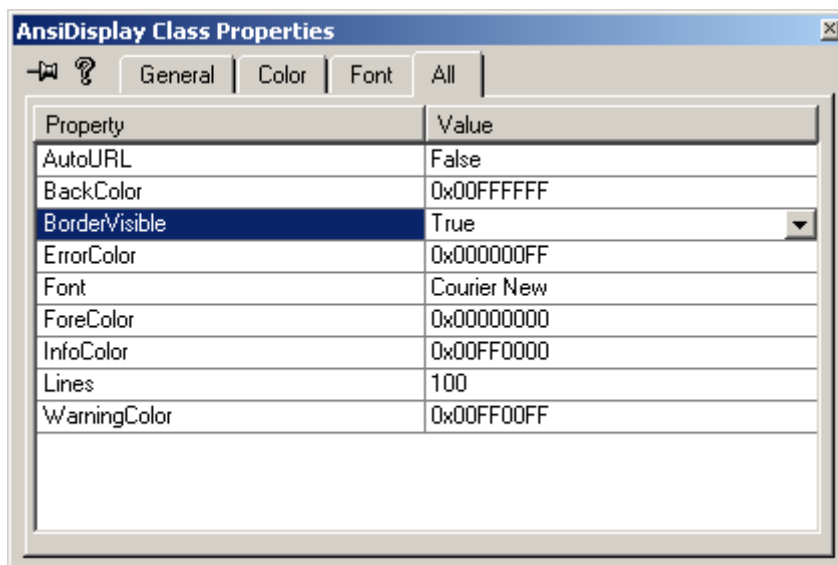 AnsiDisplay Class Properties
General Color Font All
Property Value
AutoURL False
BackColor 0x00FFFFFF
BorderVisible True
ErrorColor 0x000000FF
Font Courier New
ForeColor 0x00000000
InfoColor 0x00FF0000
Lines 100
WarningColor 0x00FF00FF